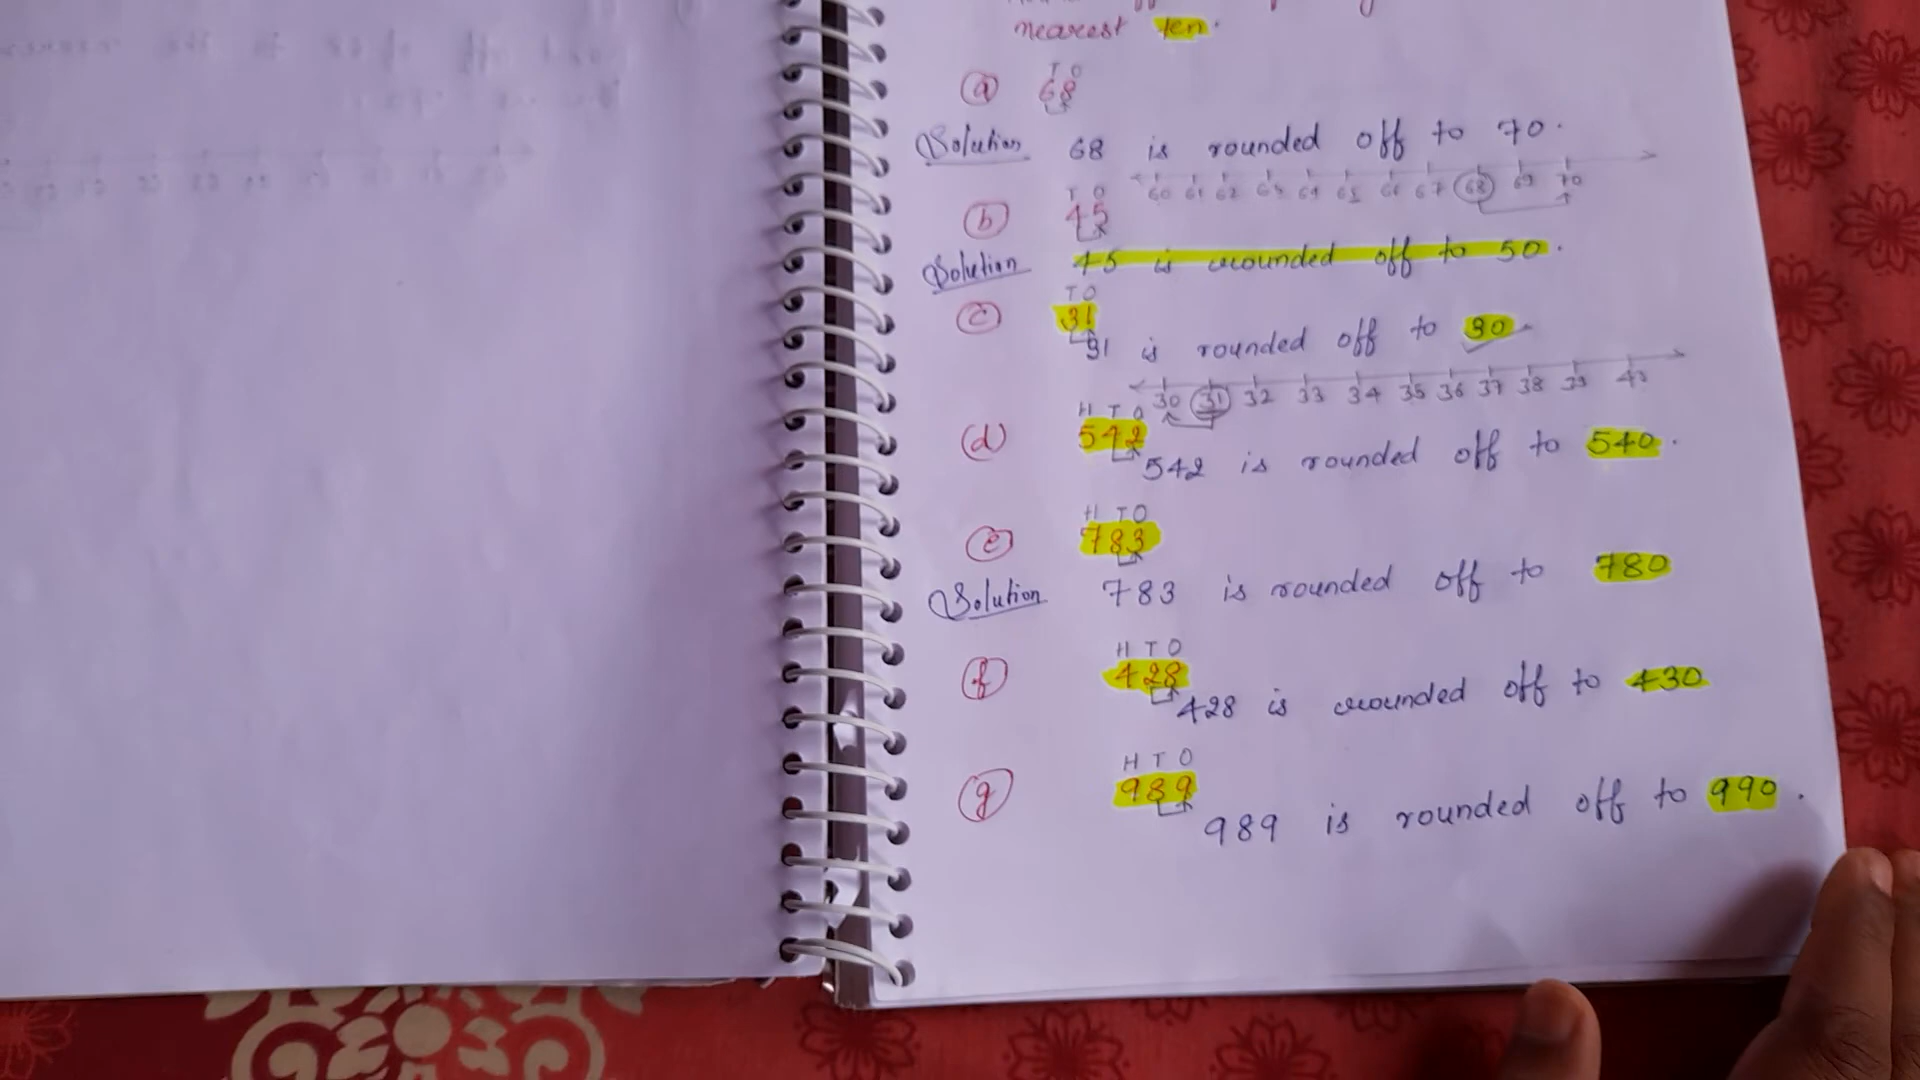 nearest ten.
T O
(a) 68
Solution 68 is rounded off to 70.
60 61 62 63 64 65 66 67 68 69 70
T O
(b) 45
Solution 45 is rounded off to 50.
T O
(c) 31
31 is rounded off to 30
30 31 32 33 34 35 36 37 38 39 40
H T O
(d) 542
542 is rounded off to 540.
H T O
(e) 783
Solution 783 is rounded off to 780
H T O
(f) 428
428 is rounded off to 430
H T O
(g) 989
989 is rounded off to 990.